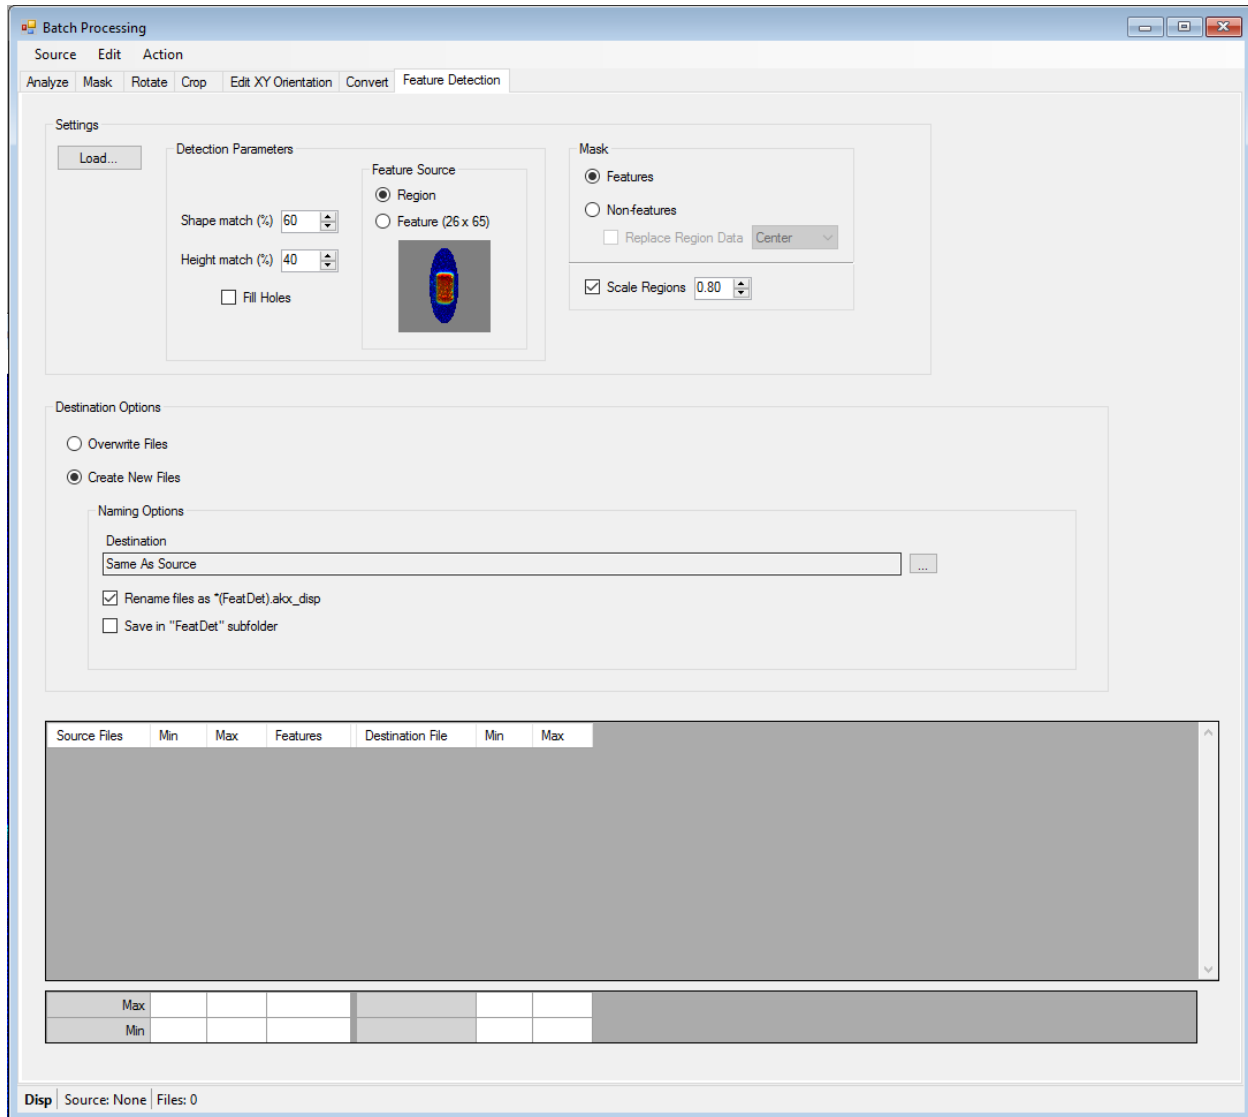 Batch Processing
Source Edit Action
Analyze Mask Rotate Crop Edit XY Orientation Convert Feature Detection
Settings
Load...
Detection Parameters
Shape match (%) 60
Height match (%) 40
Fill Holes
Feature Source
Region
Feature (26 x 65)
Mask
Features
Non-features
Replace Region Data Center
Scale Regions 0.80
Destination Options
Overwrite Files
Create New Files
Naming Options
Destination
Same As Source ...
Rename files as *(FeatDet).akx_disp
Save in "FeatDet" subfolder
Source Files Min Max Features Destination File Min Max
Max
Min
Disp Source: None Files: 0